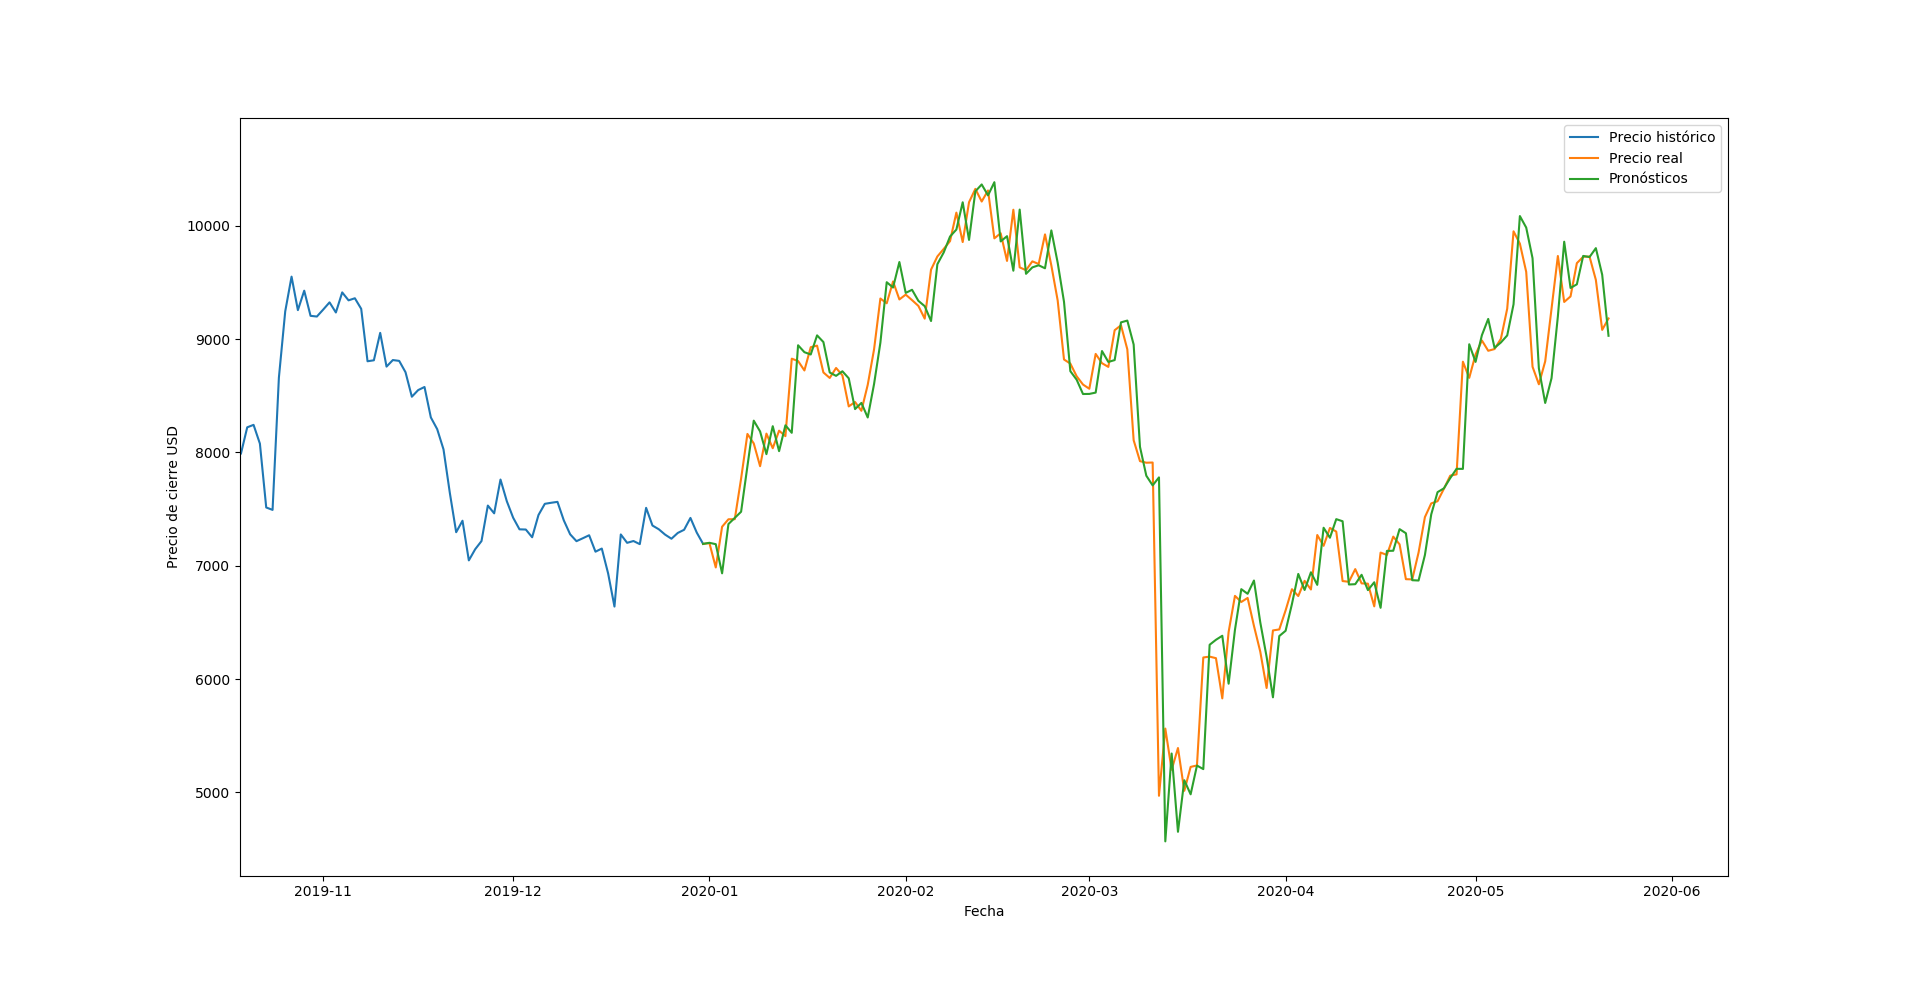 Precio histórico
Precio real
Pronósticos
Precio de cierre USD
10000
9000
8000
7000
6000
5000
2019-11 2019-12 2020-01 2020-02 2020-03 2020-04 2020-05 2020-06
Fecha